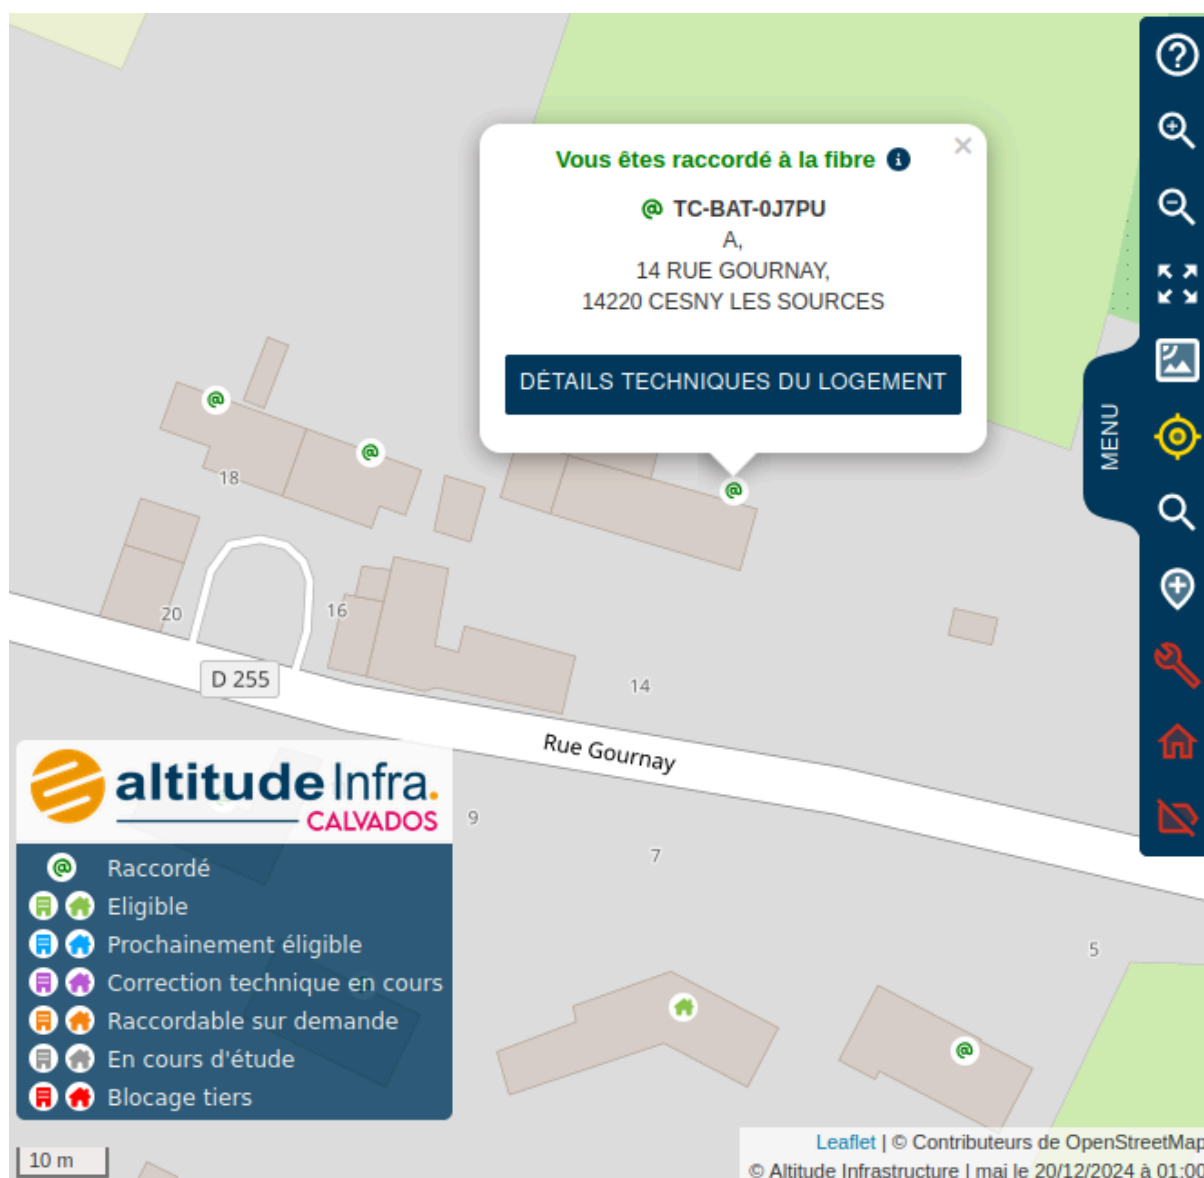 Vous êtes raccordé à la fibre
TC-BAT-0J7PU
A,
14 RUE GOURNAY,
14220 CESNY LES SOURCES
DÉTAILS TECHNIQUES DU LOGEMENT
MENU
18
20
16
D 255
14
Rue Gournay
9
7
5
altitude Infra.
CALVADOS
Raccordé
Eligible
Prochainement éligible
Correction technique en cours
Raccordable sur demande
En cours d'étude
Blocage tiers
10 m
Leaflet | © Contributeurs de OpenStreetMap
© Altitude Infrastructure | maj le 20/12/2024 à 01:00